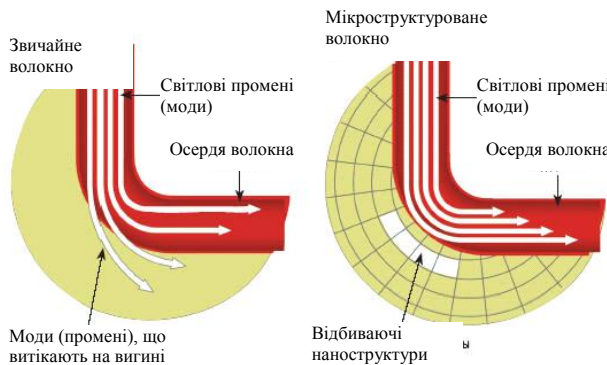 Звичайне
волокно
Світлові промені
(моди)
Осердя волокна
Моди (промені), що
витікають на вигині
Мікроструктуроване
волокно
Світлові промені
(моди)
Осердя волокна
Відбиваючі
наноструктури
ы